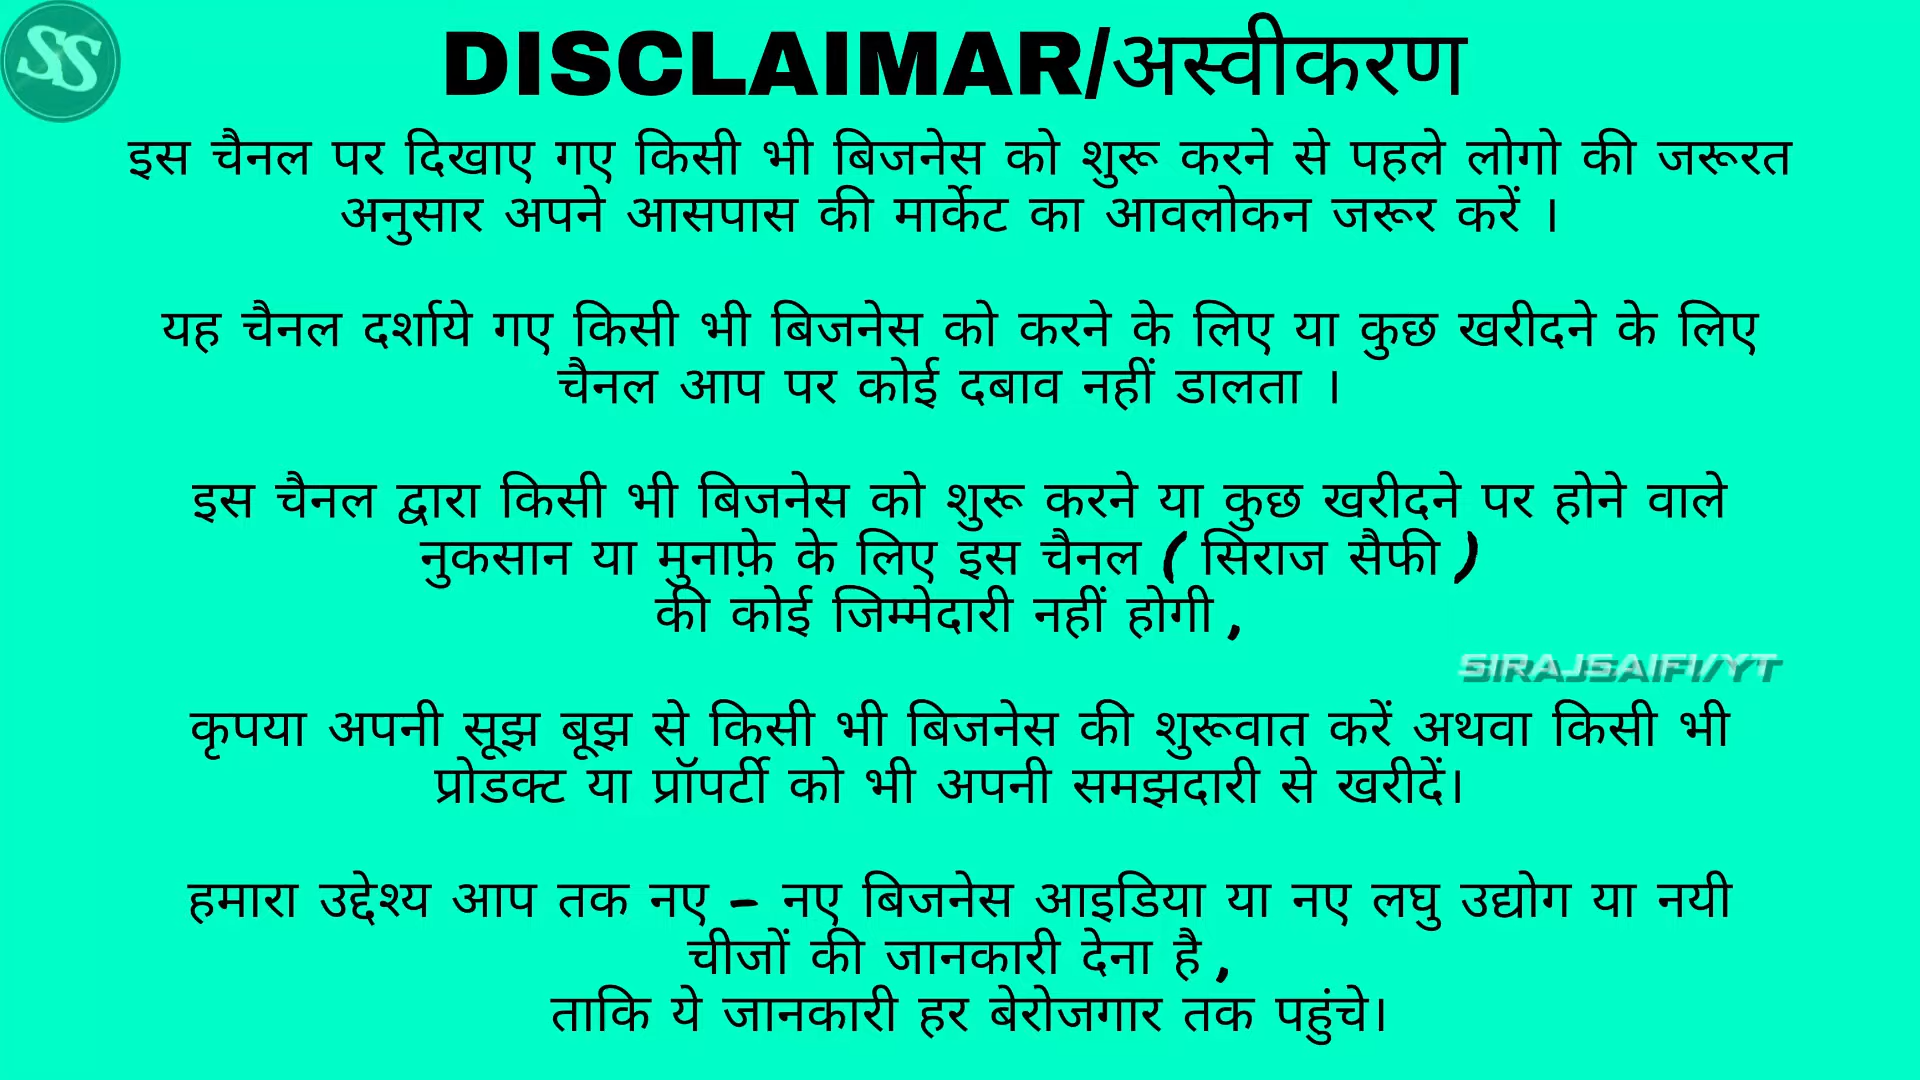 SS
DISCLAIMAR/अस्वीकरण
इस चैनल पर दिखाए गए किसी भी बिजनेस को शुरू करने से पहले लोगो की जरूरत
अनुसार अपने आसपास की मार्केट का आवलोकन जरूर करें ।
यह चैनल दर्शाये गए किसी भी बिजनेस को करने के लिए या कुछ खरीदने के लिए
चैनल आप पर कोई दबाव नहीं डालता ।
इस चैनल द्वारा किसी भी बिजनेस को शुरू करने या कुछ खरीदने पर होने वाले
नुकसान या मुनाफ़े के लिए इस चैनल ( सिराज सैफी )
की कोई जिम्मेदारी नहीं होगी ,
SIRAJSAIFI/YT
कृपया अपनी सूझ बूझ से किसी भी बिजनेस की शुरूवात करें अथवा किसी भी
प्रोडक्ट या प्रॉपर्टी को भी अपनी समझदारी से खरीदें।
हमारा उद्देश्य आप तक नए - नए बिजनेस आइडिया या नए लघु उद्योग या नयी
चीजों की जानकारी देना है ,
ताकि ये जानकारी हर बेरोजगार तक पहुंचे।